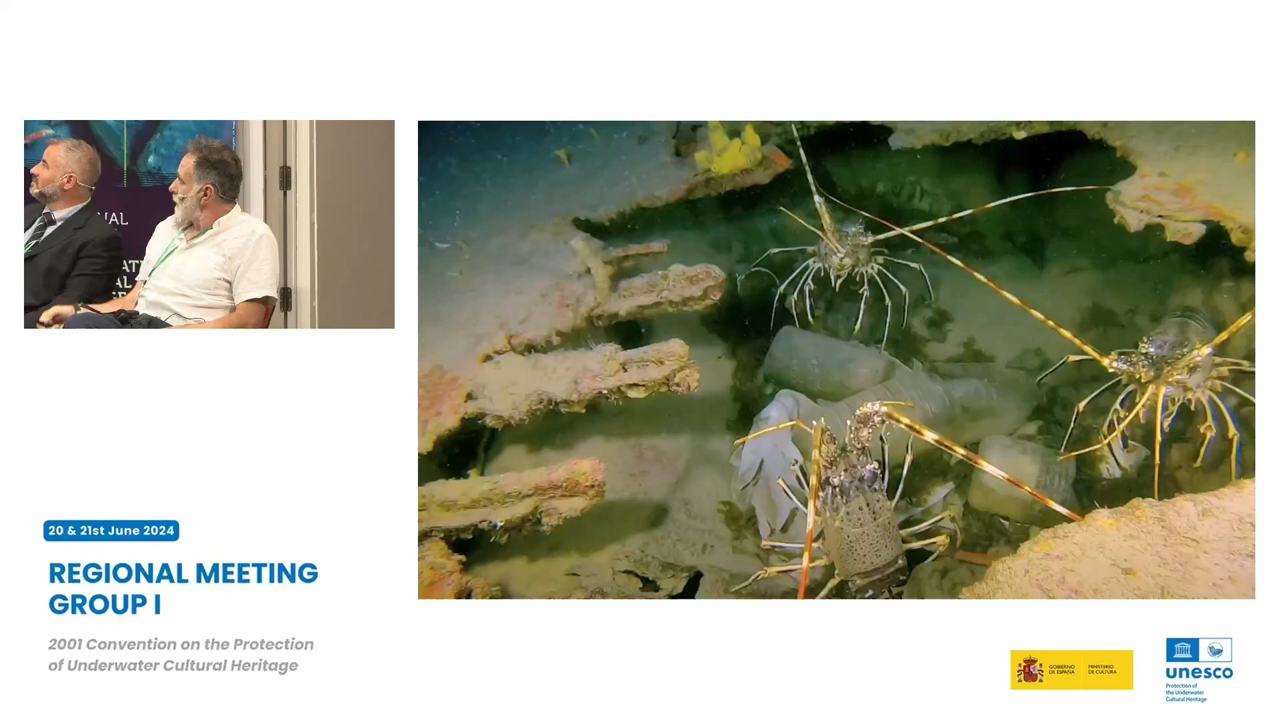 NAL
20 & 21st June 2024
REGIONAL MEETING
GROUP I
2001 Convention on the Protection
of Underwater Cultural Heritage
GOBIERNO
DE ESPAÑA
MINISTERIO
DE CULTURA
unesco
Protection of
the Underwater
Cultural Heritage